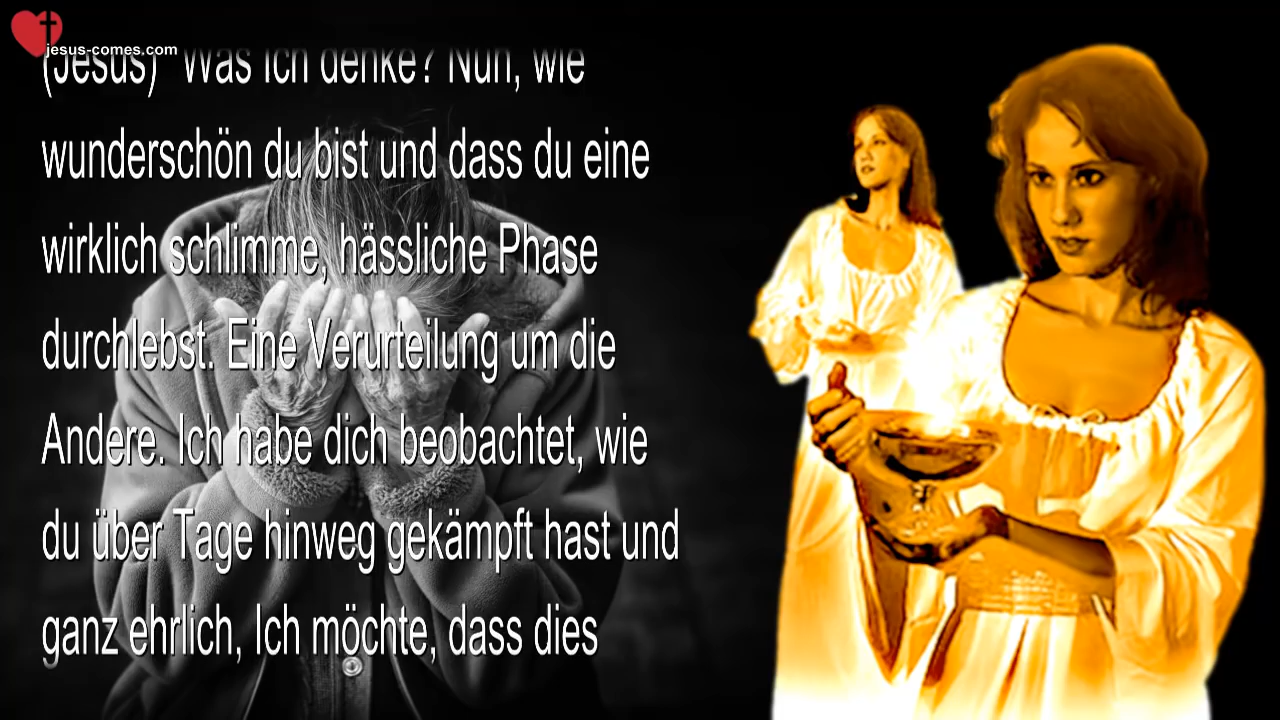 jesus-comes.com
(Jesus) "Was Ich denke? Nun, wie
wunderschön du bist und dass du eine
wirklich schlimme, hässliche Phase
durchlebst. Eine Verurteilung um die
Andere. Ich habe dich beobachtet, wie
du über Tage hinweg gekämpft hast und
ganz ehrlich, Ich möchte, dass dies